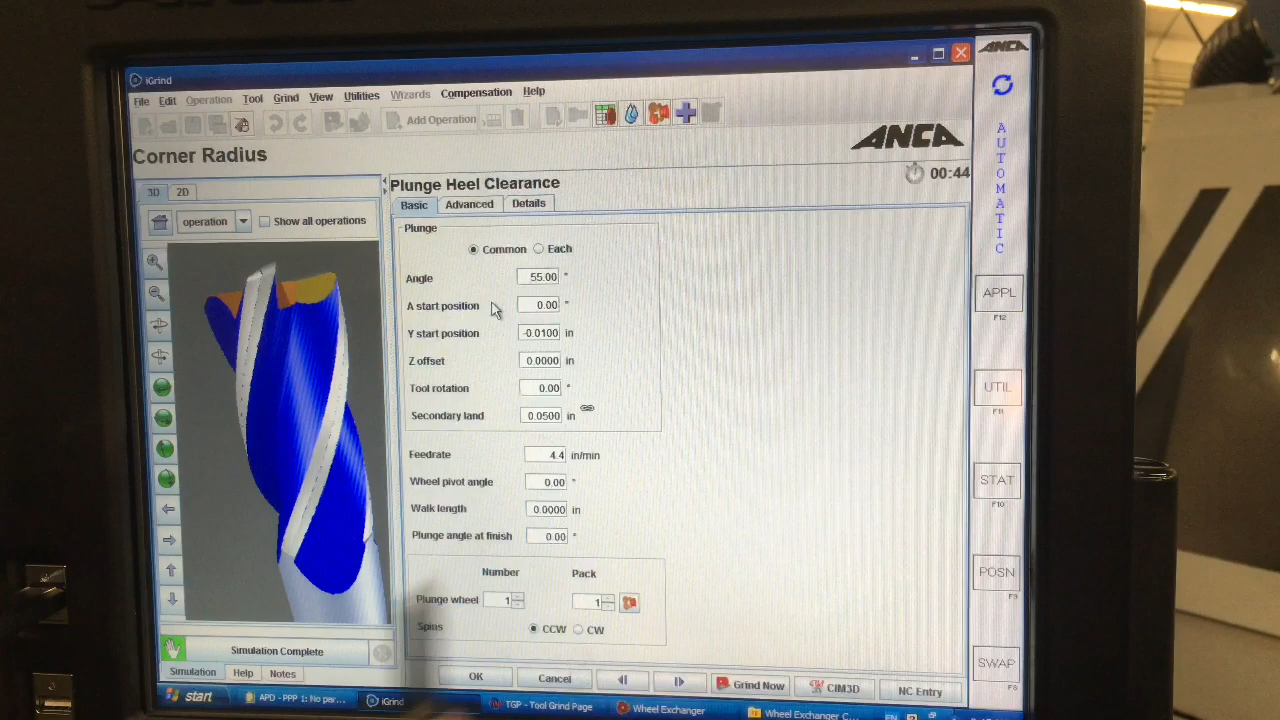 iGrind
ANCA
File Edit Operation Tool Grind View Utilities Wizards Compensation Help
Add Operation
ANCA
Corner Radius
00:44
AUTOMATIC
3D 2D
Plunge Heel Clearance
Basic Advanced Details
operation Show all operations
Plunge
Common Each
Angle 55.00 °
A start position 0.00 °
Y start position -0.0100 in
Z offset 0.0000 in
Tool rotation 0.00 °
Secondary land 0.0500 in
Feedrate 4.4 in/min
Wheel pivot angle 0.00 °
Walk length 0.0000 in
Plunge angle at finish 0.00 °
Number Pack
Plunge wheel 1 1
Spins CCW CW
Simulation Complete
Simulation Help Notes
OK Cancel Grind Now CIM3D NC Entry
APPL
F12
UTIL
F11
STAT
F10
POSN
F9
SWAP
F8
start APD - PPP 1: No par... iGrind TGP - Tool Grind Page Wheel Exchanger Wheel Exchanger C... EN